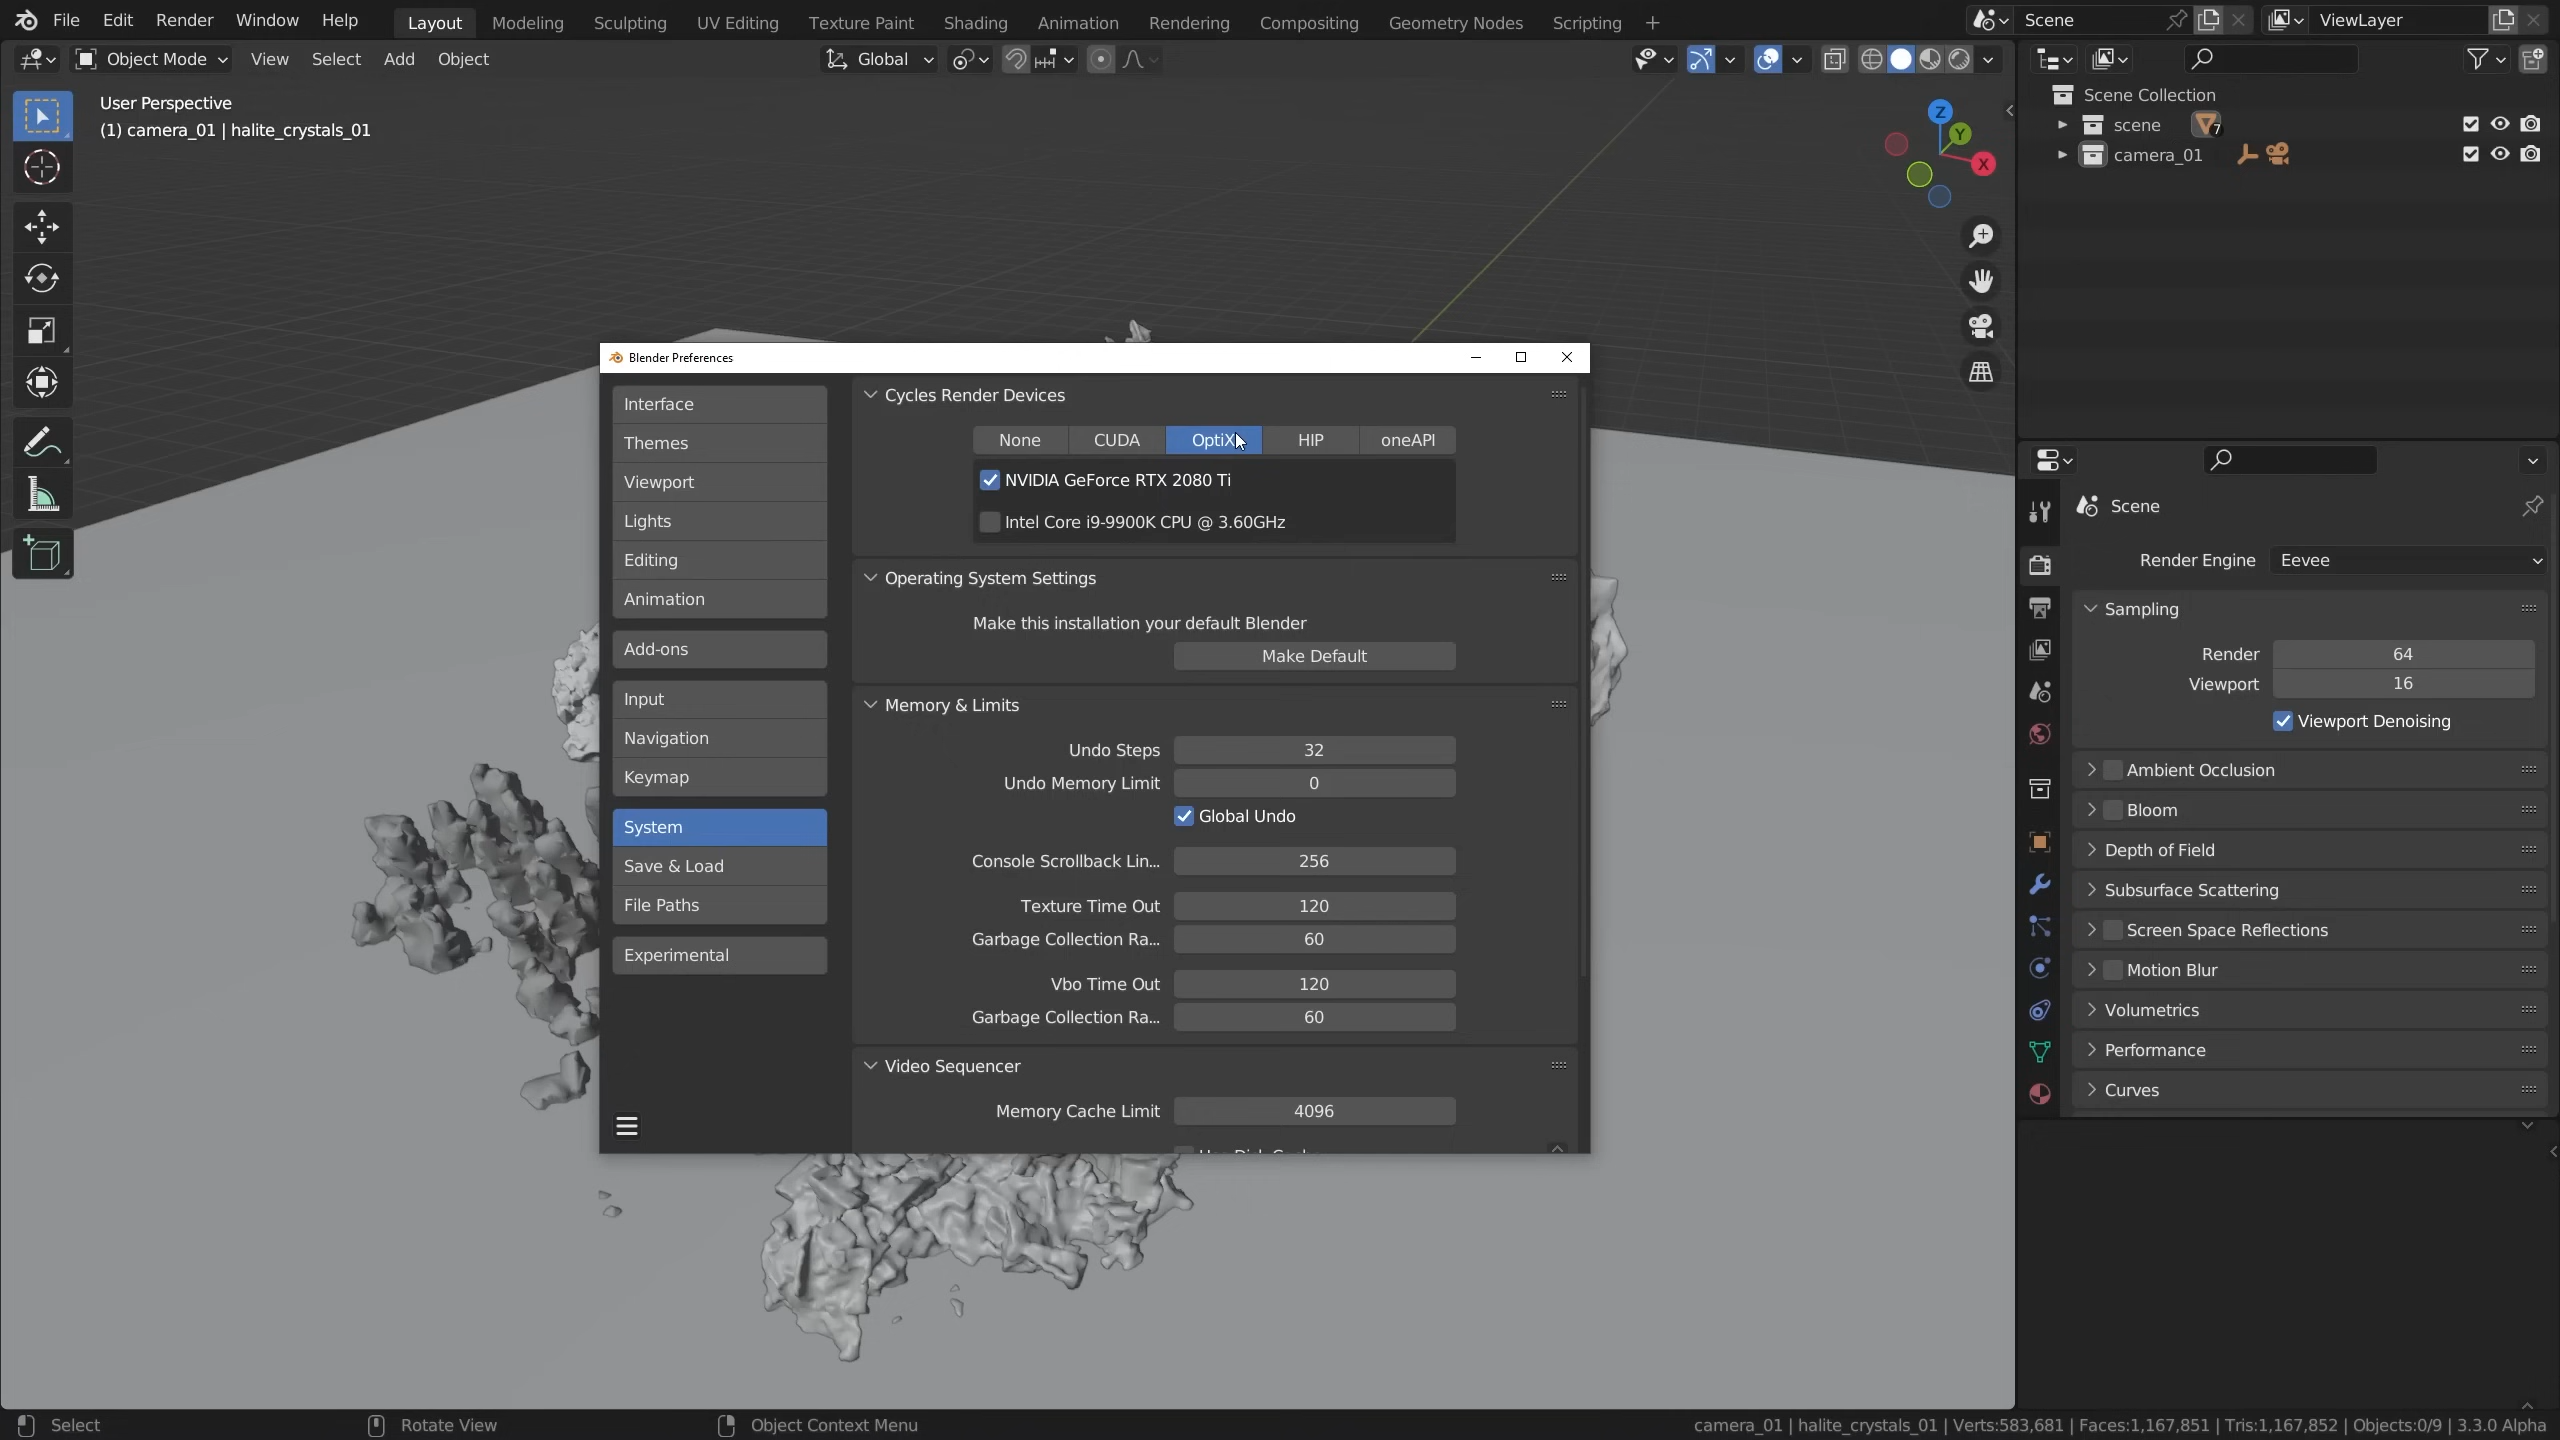 File Edit Render Window Help Layout Modeling Sculpting UV Editing Texture Paint Shading Animation Rendering Compositing Geometry Nodes Scripting + Scene ViewLayer
Object Mode View Select Add Object Global
User Perspective
(1) camera_01 | halite_crystals_01
Z
Y
X
Scene Collection
scene 7
camera_01
Blender Preferences
Interface
Themes
Viewport
Lights
Editing
Animation
Add-ons
Input
Navigation
Keymap
System
Save & Load
File Paths
Experimental
Cycles Render Devices
None CUDA OptiX HIP oneAPI
NVIDIA GeForce RTX 2080 Ti
Intel Core i9-9900K CPU @ 3.60GHz
Operating System Settings
Make this installation your default Blender
Make Default
Memory & Limits
Undo Steps 32
Undo Memory Limit 0
Global Undo
Console Scrollback Lin... 256
Texture Time Out 120
Garbage Collection Ra... 60
Vbo Time Out 120
Garbage Collection Ra... 60
Video Sequencer
Memory Cache Limit 4096
Scene
Render Engine Eevee
Sampling
Render 64
Viewport 16
Viewport Denoising
Ambient Occlusion
Bloom
Depth of Field
Subsurface Scattering
Screen Space Reflections
Motion Blur
Volumetrics
Performance
Curves
Select Rotate View Object Context Menu camera_01 | halite_crystals_01 | Verts:583,681 | Faces:1,167,851 | Tris:1,167,852 | Objects:0/9 | 3.3.0 Alpha